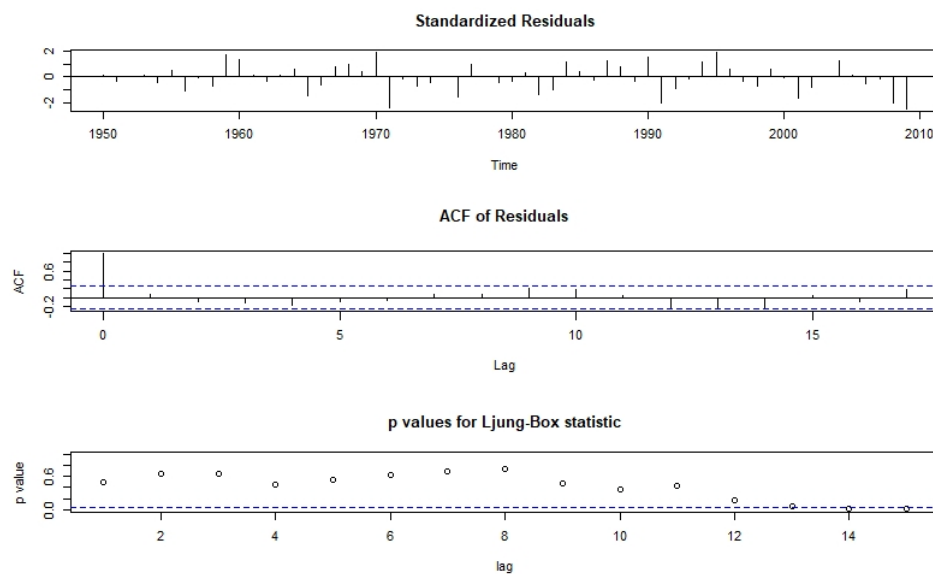 Standardized Residuals
2
0
-2
1950 1960 1970 1980 1990 2000 2010
Time
ACF of Residuals
ACF
0.6
-0.2
0 5 10 15
Lag
p values for Ljung-Box statistic
p value
0.6
0.0
2 4 6 8 10 12 14
lag